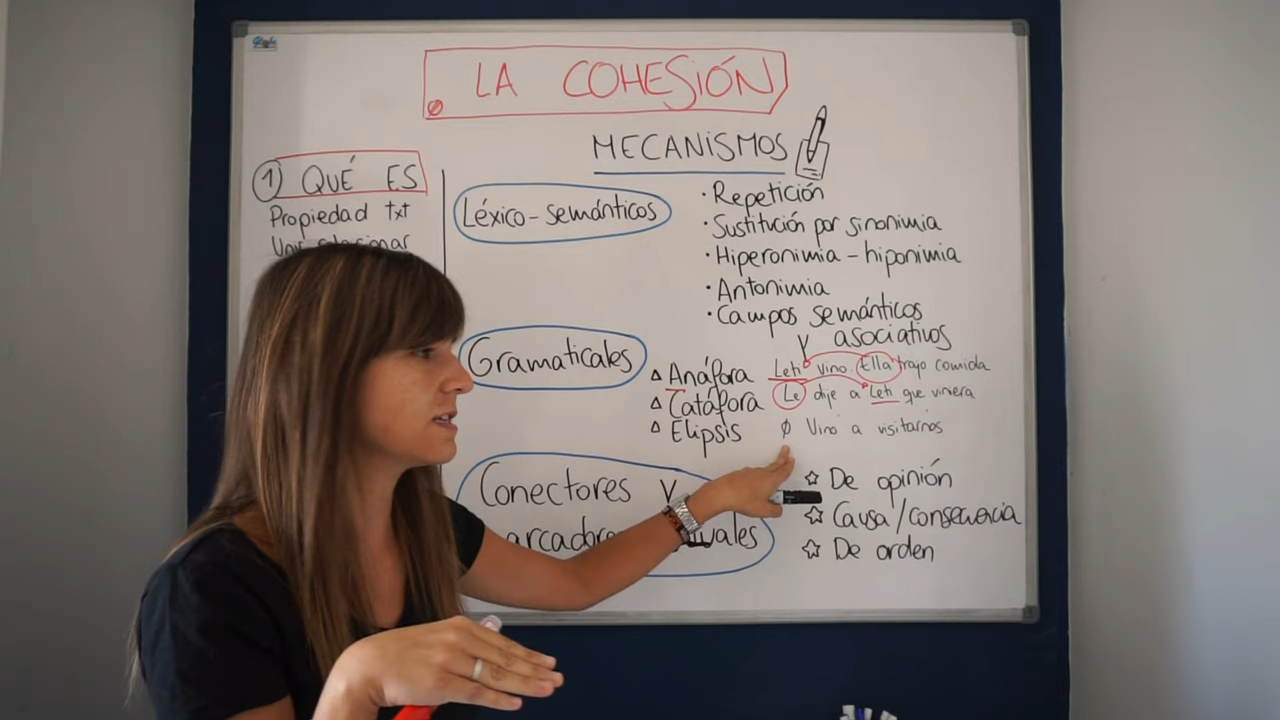 LA COHESIÓN
MECANISMOS
1 QUÉ ES
Propiedad txt
Unir
Léxico-semánticos
· Repetición
· Sustitución por sinonimia
· Hiperonimia - hiponimia
· Antonimia
· Campos semánticos
y asociativos
Gramaticales
△ Anáfora Leti vino. Ella trajo comida
△ Catáfora Le dije a Leti que viniera
△ Elipsis ∅ Vino a visitarnos
Conectores y
☆ De opinión
☆ Causa/consecuencia
☆ De orden